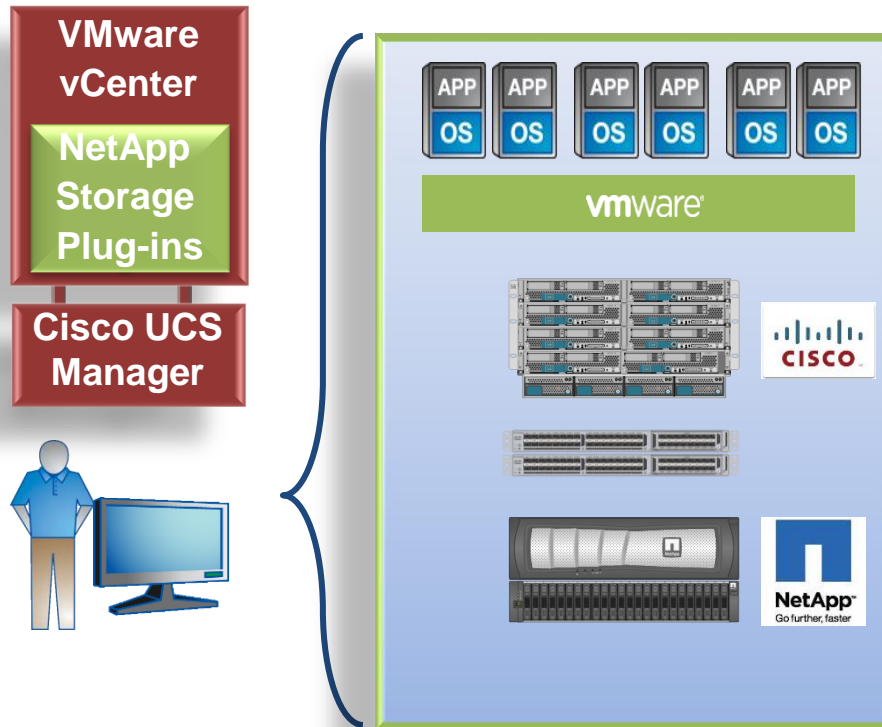 VMware
vCenter
NetApp
Storage
Plug-ins
Cisco UCS
Manager
APP APP APP APP APP APP
OS OS OS OS OS OS
vmware®
CISCO
NetApp™
Go further, faster